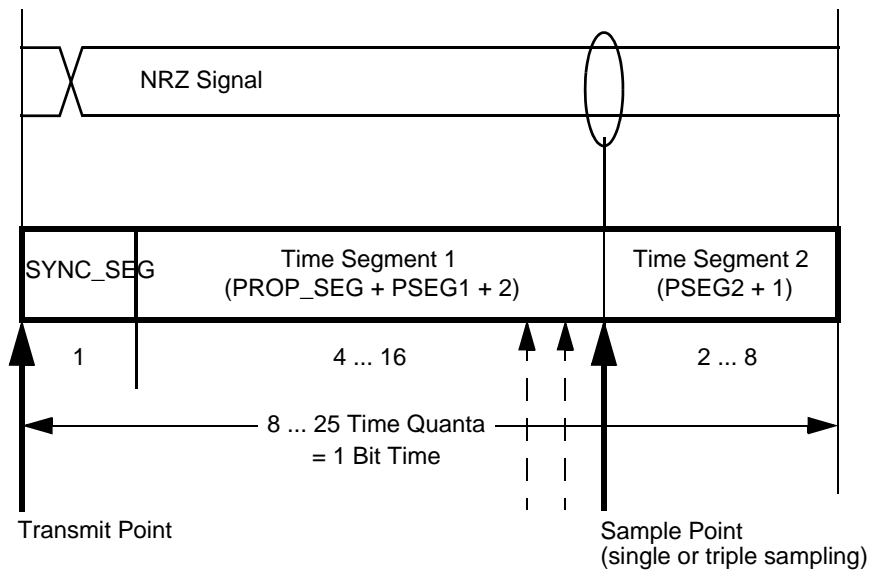 NRZ Signal
SYNC_SEG
Time Segment 1
(PROP_SEG + PSEG1 + 2)
Time Segment 2
(PSEG2 + 1)
1
4 ... 16
2 ... 8
8 ... 25 Time Quanta
= 1 Bit Time
Transmit Point
Sample Point
(single or triple sampling)